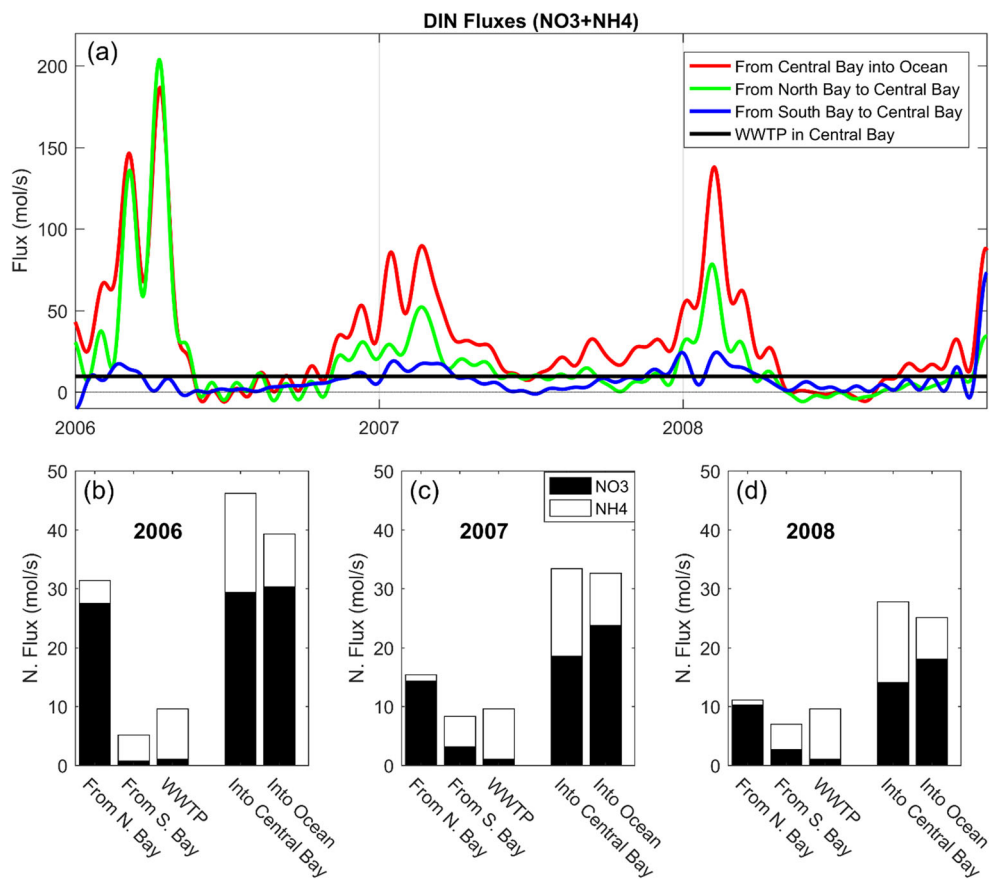 DIN Fluxes (NO3+NH4)
(a)
From Central Bay into Ocean
From North Bay to Central Bay
From South Bay to Central Bay
WWTP in Central Bay
Flux (mol/s)
200
150
100
50
0
2006
2007
2008
(b)
2006
N. Flux (mol/s)
50
40
30
20
10
0
From N. Bay
From S. Bay
WWTP
Into Central Bay
Into Ocean
(c)
2007
NO3
NH4
N. Flux (mol/s)
50
40
30
20
10
0
From N. Bay
From S. Bay
WWTP
Into Central Bay
Into Ocean
(d)
2008
N. Flux (mol/s)
50
40
30
20
10
0
From N. Bay
From S. Bay
WWTP
Into Central Bay
Into Ocean